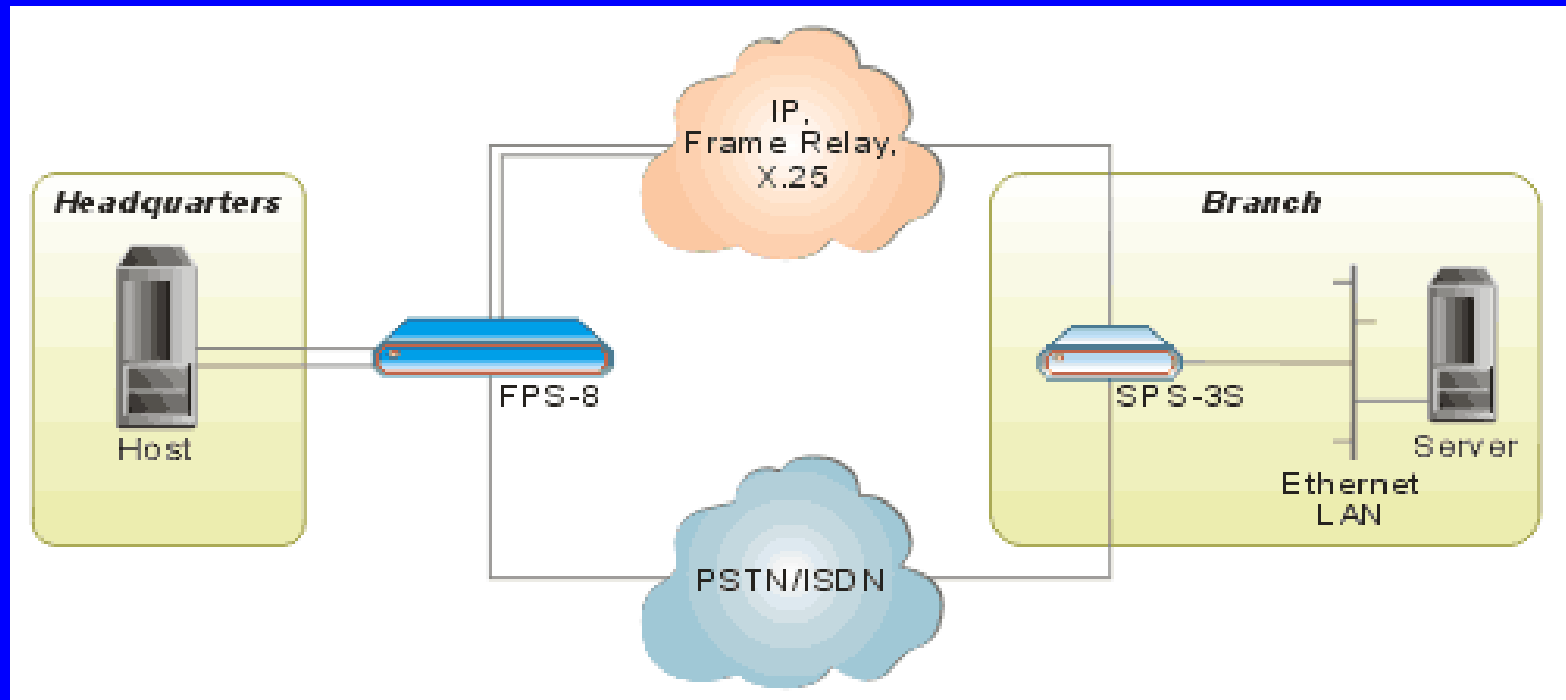 IP,
Frame Relay,
X.25
Headquarters
Branch
Host
FPS-8
SPS-3S
Server
Ethernet
LAN
PSTN/ISDN